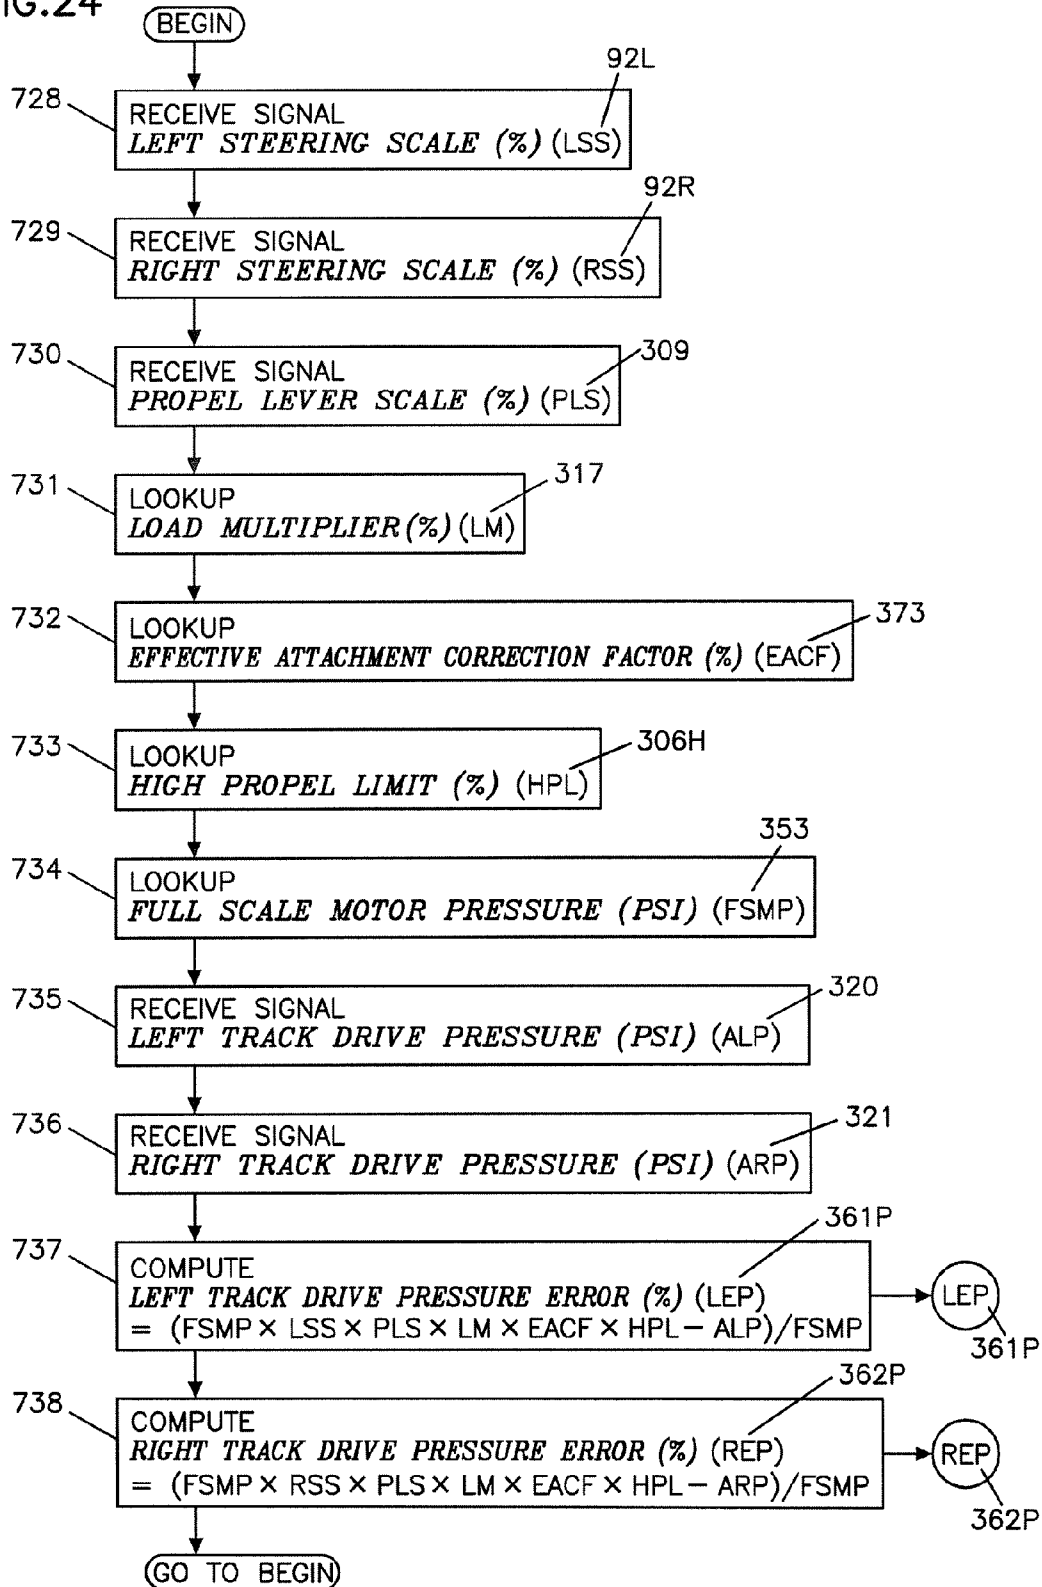 FIG.24
BEGIN
92L
728
RECEIVE SIGNAL
LEFT STEERING SCALE (%) (LSS)
92R
729
RECEIVE SIGNAL
RIGHT STEERING SCALE (%) (RSS)
730
309
RECEIVE SIGNAL
PROPEL LEVER SCALE (%) (PLS)
731
317
LOOKUP
LOAD MULTIPLIER (%) (LM)
732
373
LOOKUP
EFFECTIVE ATTACHMENT CORRECTION FACTOR (%) (EACF)
733
306H
LOOKUP
HIGH PROPEL LIMIT (%) (HPL)
353
734
LOOKUP
FULL SCALE MOTOR PRESSURE (PSI) (FSMP)
735
320
RECEIVE SIGNAL
LEFT TRACK DRIVE PRESSURE (PSI) (ALP)
736
321
RECEIVE SIGNAL
RIGHT TRACK DRIVE PRESSURE (PSI) (ARP)
361P
737
COMPUTE
LEFT TRACK DRIVE PRESSURE ERROR (%) (LEP)
= (FSMP × LSS × PLS × LM × EACF × HPL − ALP)/FSMP
LEP
361P
362P
738
COMPUTE
RIGHT TRACK DRIVE PRESSURE ERROR (%) (REP)
= (FSMP × RSS × PLS × LM × EACF × HPL − ARP)/FSMP
REP
362P
GO TO BEGIN